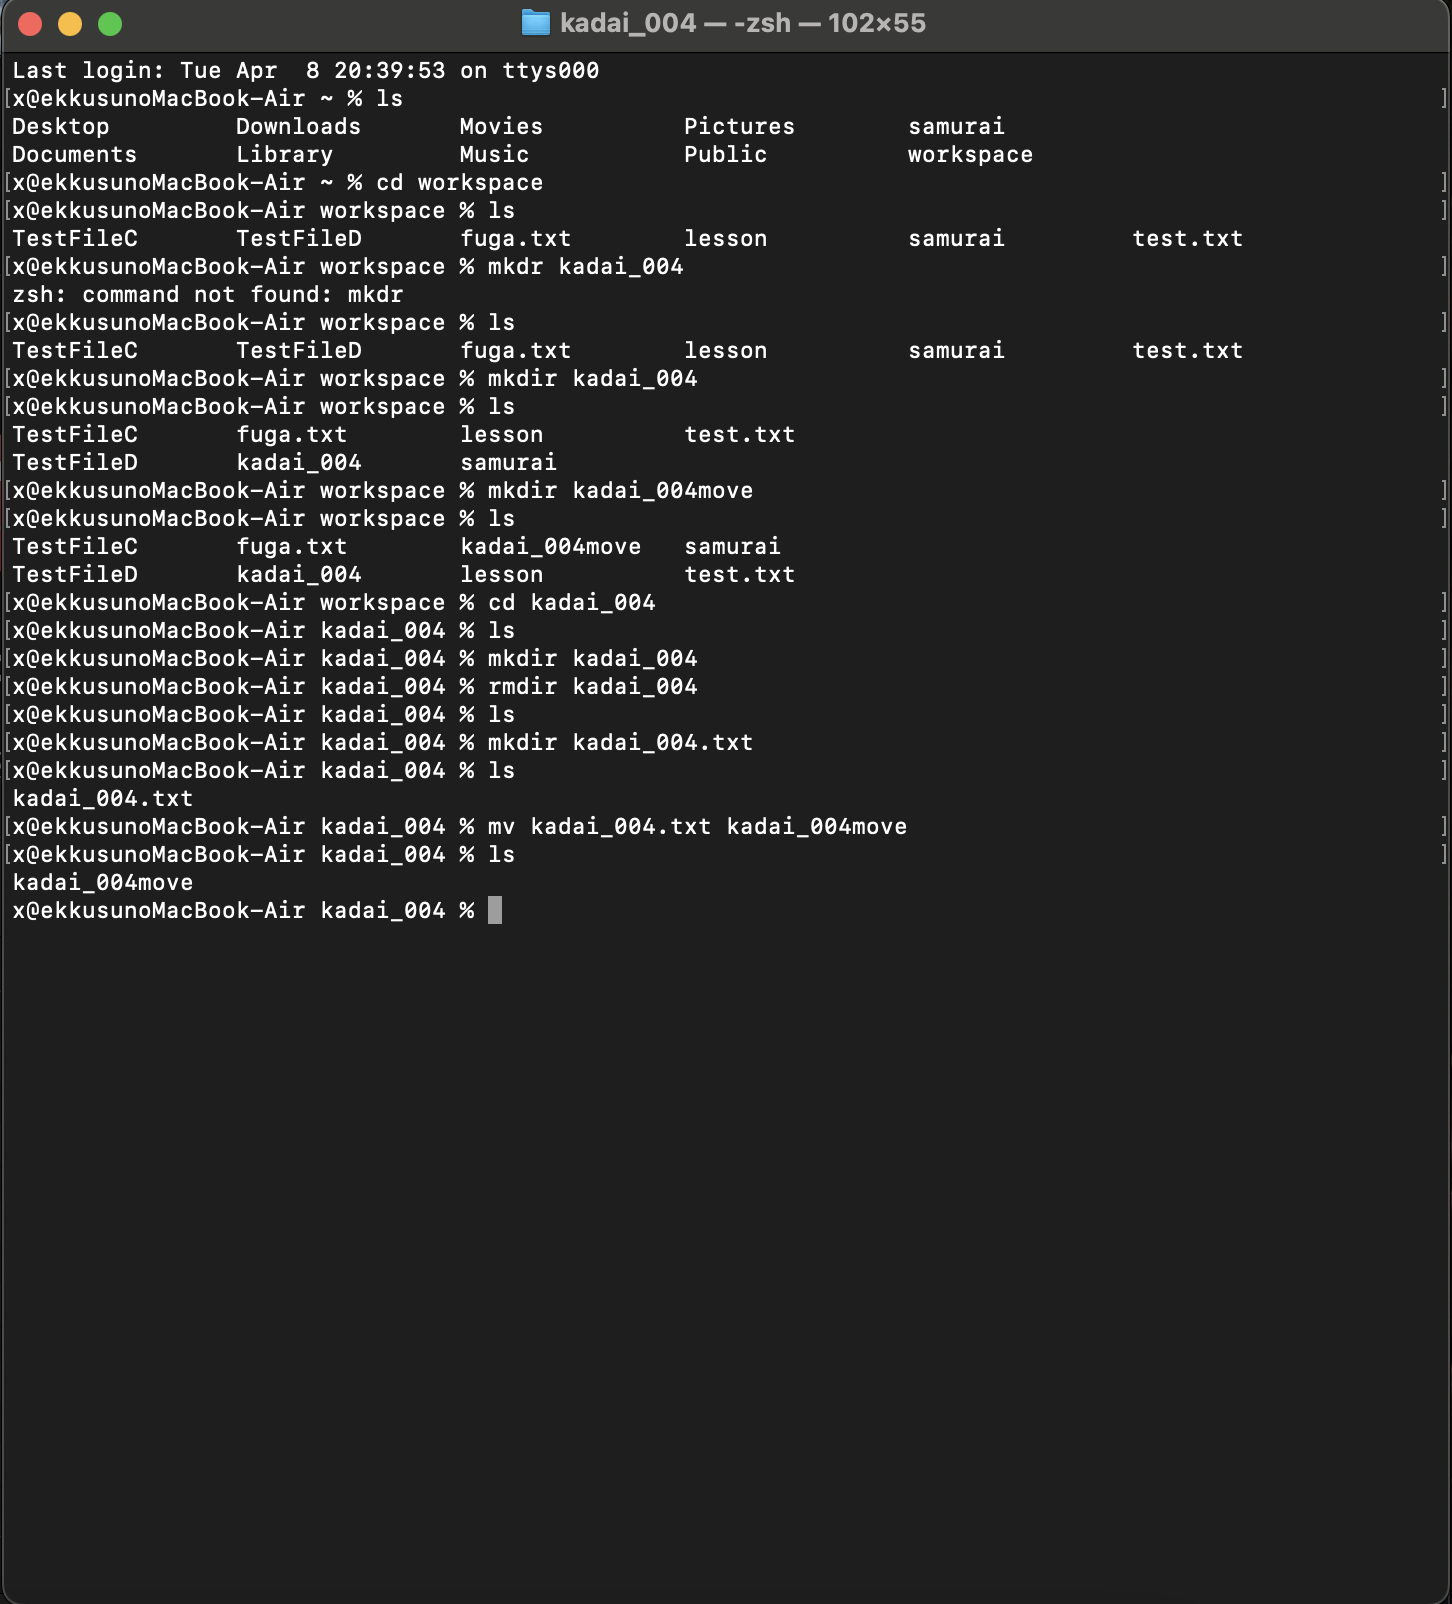 kadai_004 — -zsh — 102×55
Last login: Tue Apr  8 20:39:53 on ttys000
[x@ekkusunoMacBook-Air ~ % ls ]
Desktop         Downloads       Movies          Pictures        samurai
Documents       Library         Music           Public          workspace
[x@ekkusunoMacBook-Air ~ % cd workspace ]
[x@ekkusunoMacBook-Air workspace % ls ]
TestFileC       TestFileD       fuga.txt        lesson          samurai         test.txt
[x@ekkusunoMacBook-Air workspace % mkdr kadai_004 ]
zsh: command not found: mkdr
[x@ekkusunoMacBook-Air workspace % ls ]
TestFileC       TestFileD       fuga.txt        lesson          samurai         test.txt
[x@ekkusunoMacBook-Air workspace % mkdir kadai_004 ]
[x@ekkusunoMacBook-Air workspace % ls ]
TestFileC       fuga.txt        lesson          test.txt
TestFileD       kadai_004       samurai
[x@ekkusunoMacBook-Air workspace % mkdir kadai_004move ]
[x@ekkusunoMacBook-Air workspace % ls ]
TestFileC       fuga.txt        kadai_004move   samurai
TestFileD       kadai_004       lesson          test.txt
[x@ekkusunoMacBook-Air workspace % cd kadai_004 ]
[x@ekkusunoMacBook-Air kadai_004 % ls ]
[x@ekkusunoMacBook-Air kadai_004 % mkdir kadai_004 ]
[x@ekkusunoMacBook-Air kadai_004 % rmdir kadai_004 ]
[x@ekkusunoMacBook-Air kadai_004 % ls ]
[x@ekkusunoMacBook-Air kadai_004 % mkdir kadai_004.txt ]
[x@ekkusunoMacBook-Air kadai_004 % ls ]
kadai_004.txt
[x@ekkusunoMacBook-Air kadai_004 % mv kadai_004.txt kadai_004move ]
[x@ekkusunoMacBook-Air kadai_004 % ls ]
kadai_004move
x@ekkusunoMacBook-Air kadai_004 %